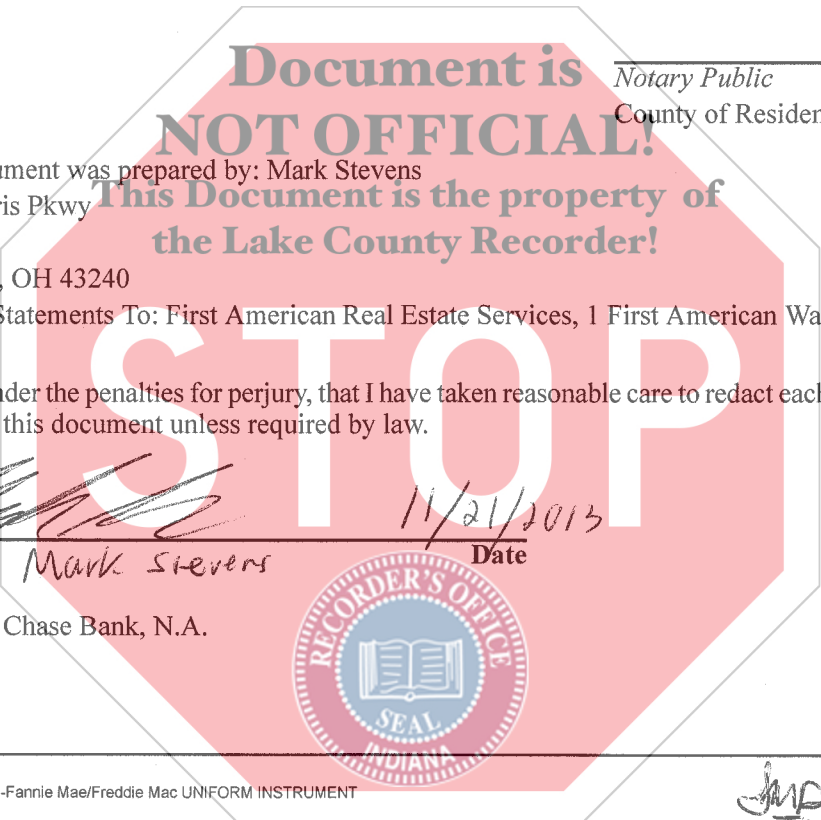 Document is
Notary Public
NOT OFFICIAL!
County of Residen
ument was prepared by: Mark Stevens
This Document is the property of
ris Pkwy
the Lake County Recorder!
, OH 43240
Statements To: First American Real Estate Services, 1 First American Wa
STOP
nder the penalties for perjury, that I have taken reasonable care to redact each
this document unless required by law.
11/21/2013
Mark Stevens
Date
RECORDER'S OFFICE
Chase Bank, N.A.
SEAL
INDIANA
-Fannie Mae/Freddie Mac UNIFORM INSTRUMENT